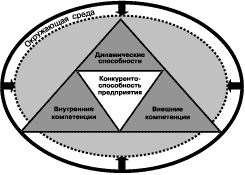 Окружающая среда
Динамические
способности
Конкуренто-
способность
предприятия
Внутренние
компетенции
Внешние
компетенции